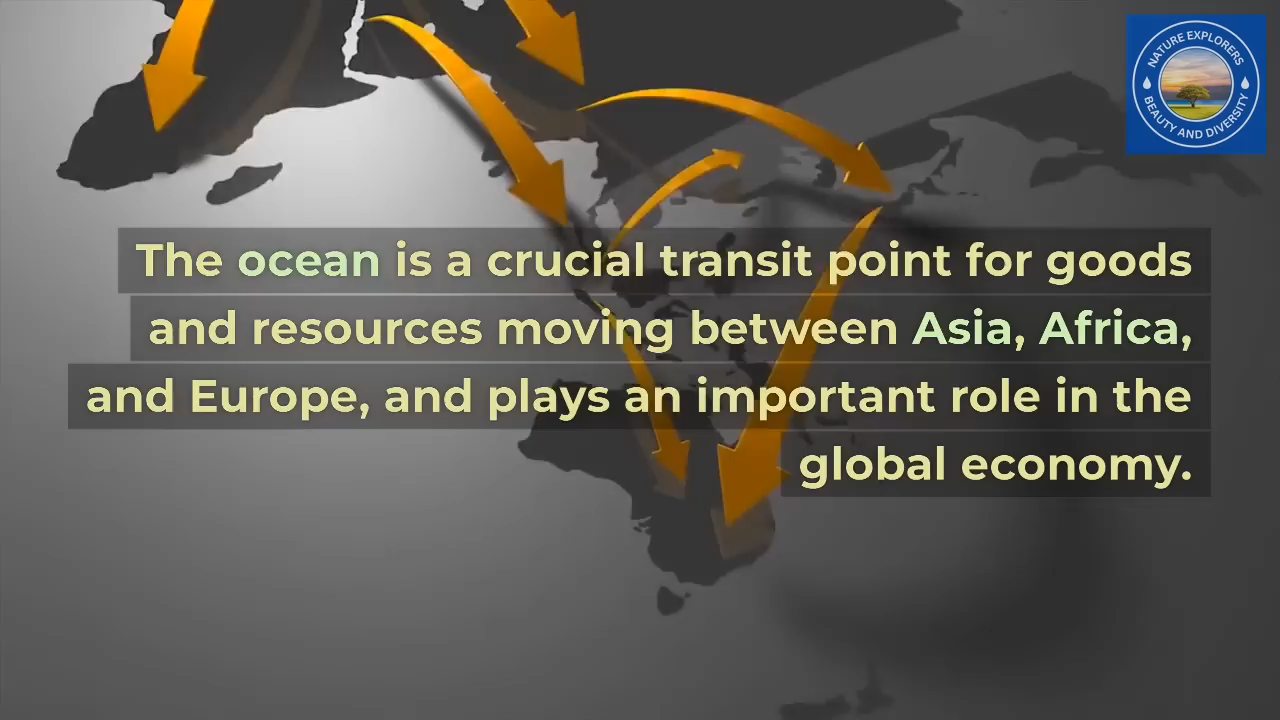 NATURE EXPLORERS
BEAUTY AND DIVERSITY
The ocean is a crucial transit point for goods
and resources moving between Asia, Africa,
and Europe, and plays an important role in the
global economy.